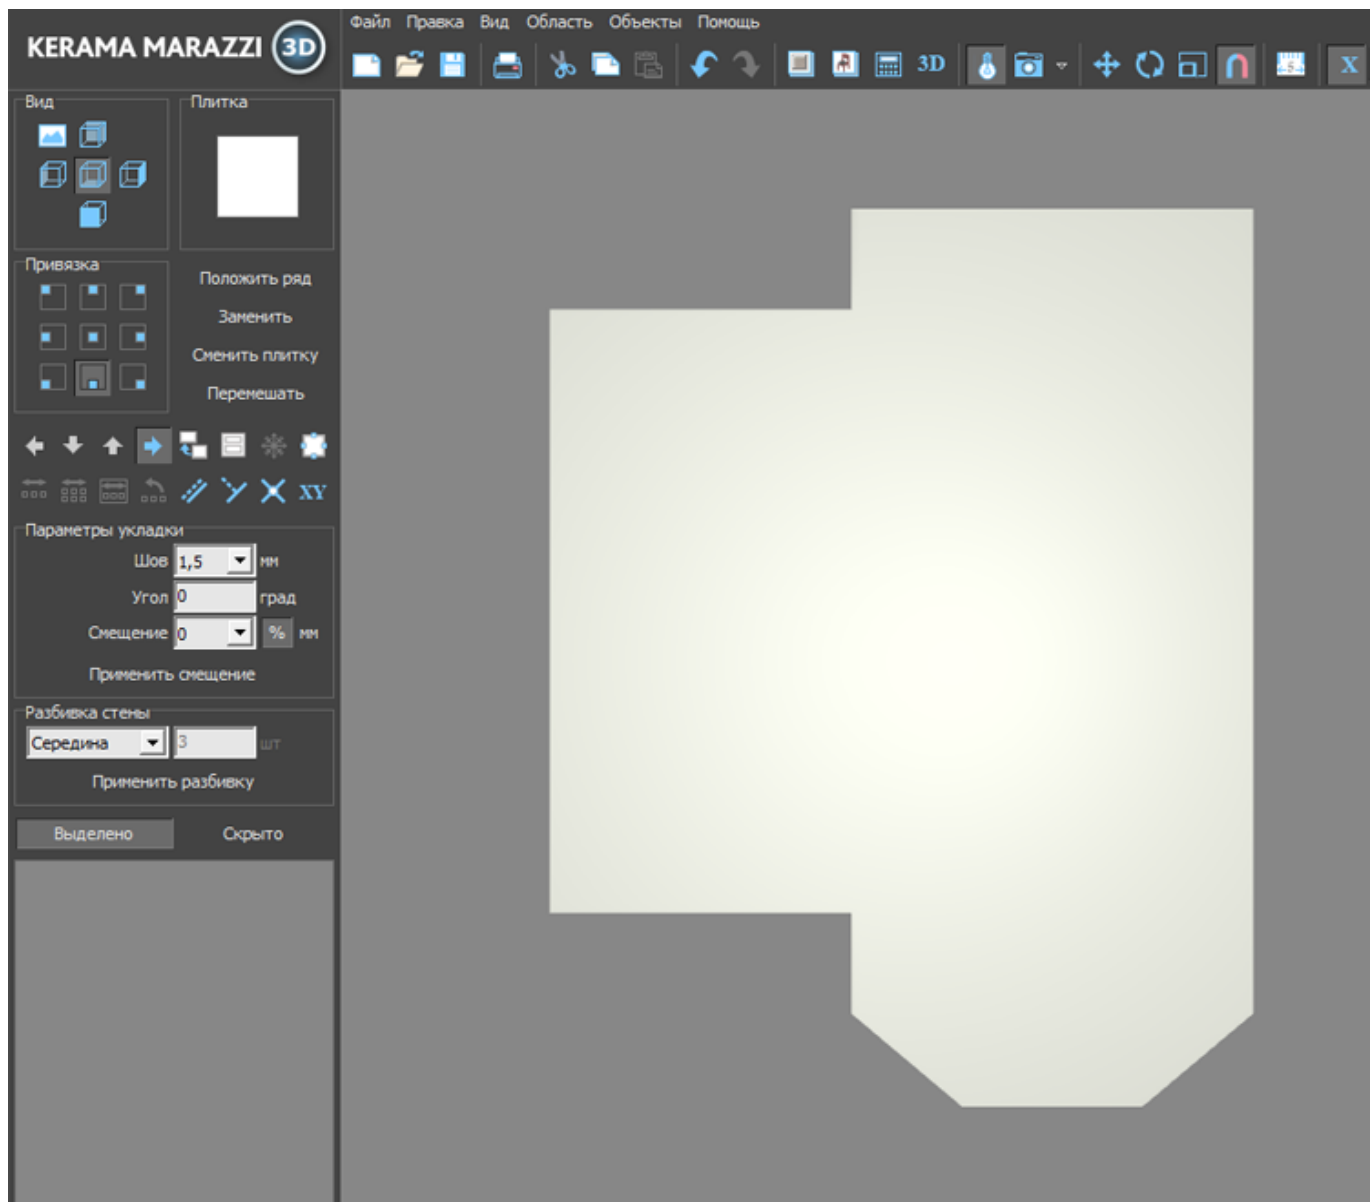 KERAMA MARAZZI 3D
Файл Правка Вид Область Объекты Помощь
3D
5
X
Вид
Плитка
Привязка
Положить ряд
Заменить
Сменить плитку
Перемешать
XY
Параметры укладки
Шов 1,5 мм
Угол 0 град
Смещение 0 % мм
Применить смещение
Разбивка стены
Середина 3 шт
Применить разбивку
Выделено Скрыто